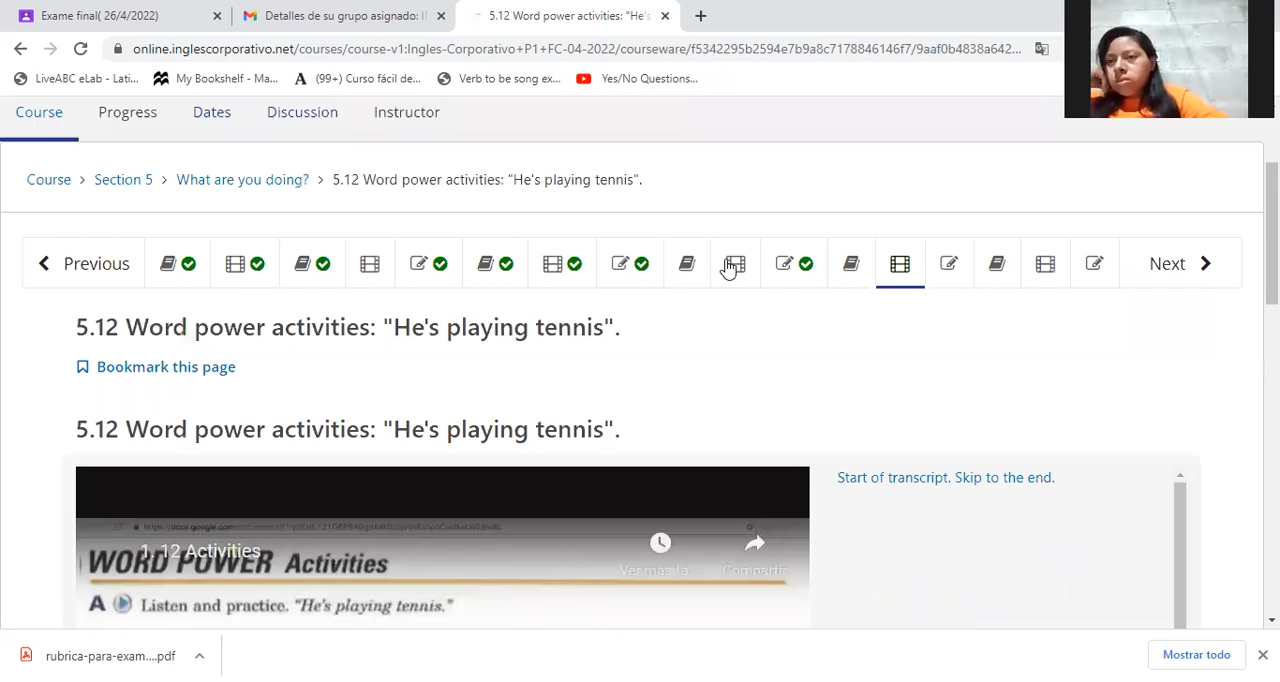 Exame final( 26/4/2022)
Detalles de su grupo asignado: II
5.12 Word power activities: "He's
online.inglescorporativo.net/courses/course-v1:Ingles-Corporativo+P1+FC-04-2022/courseware/f5342295b2594e7b9a8c7178846146f7/9aaf0b4838a642...
LiveABC eLab - Lati...
My Bookshelf - Ma...
(99+) Curso fácil de...
Verb to be song ex...
Yes/No Questions...
Course
Progress
Dates
Discussion
Instructor
Course > Section 5 > What are you doing? > 5.12 Word power activities: "He's playing tennis".
Previous
Next
5.12 Word power activities: "He's playing tennis".
Bookmark this page
5.12 Word power activities: "He's playing tennis".
Start of transcript. Skip to the end.
1. 12 Activities
Ver más ta
Compartir
WORD POWER Activities
A Listen and practice. "He's playing tennis."
rubrica-para-exam....pdf
Mostrar todo